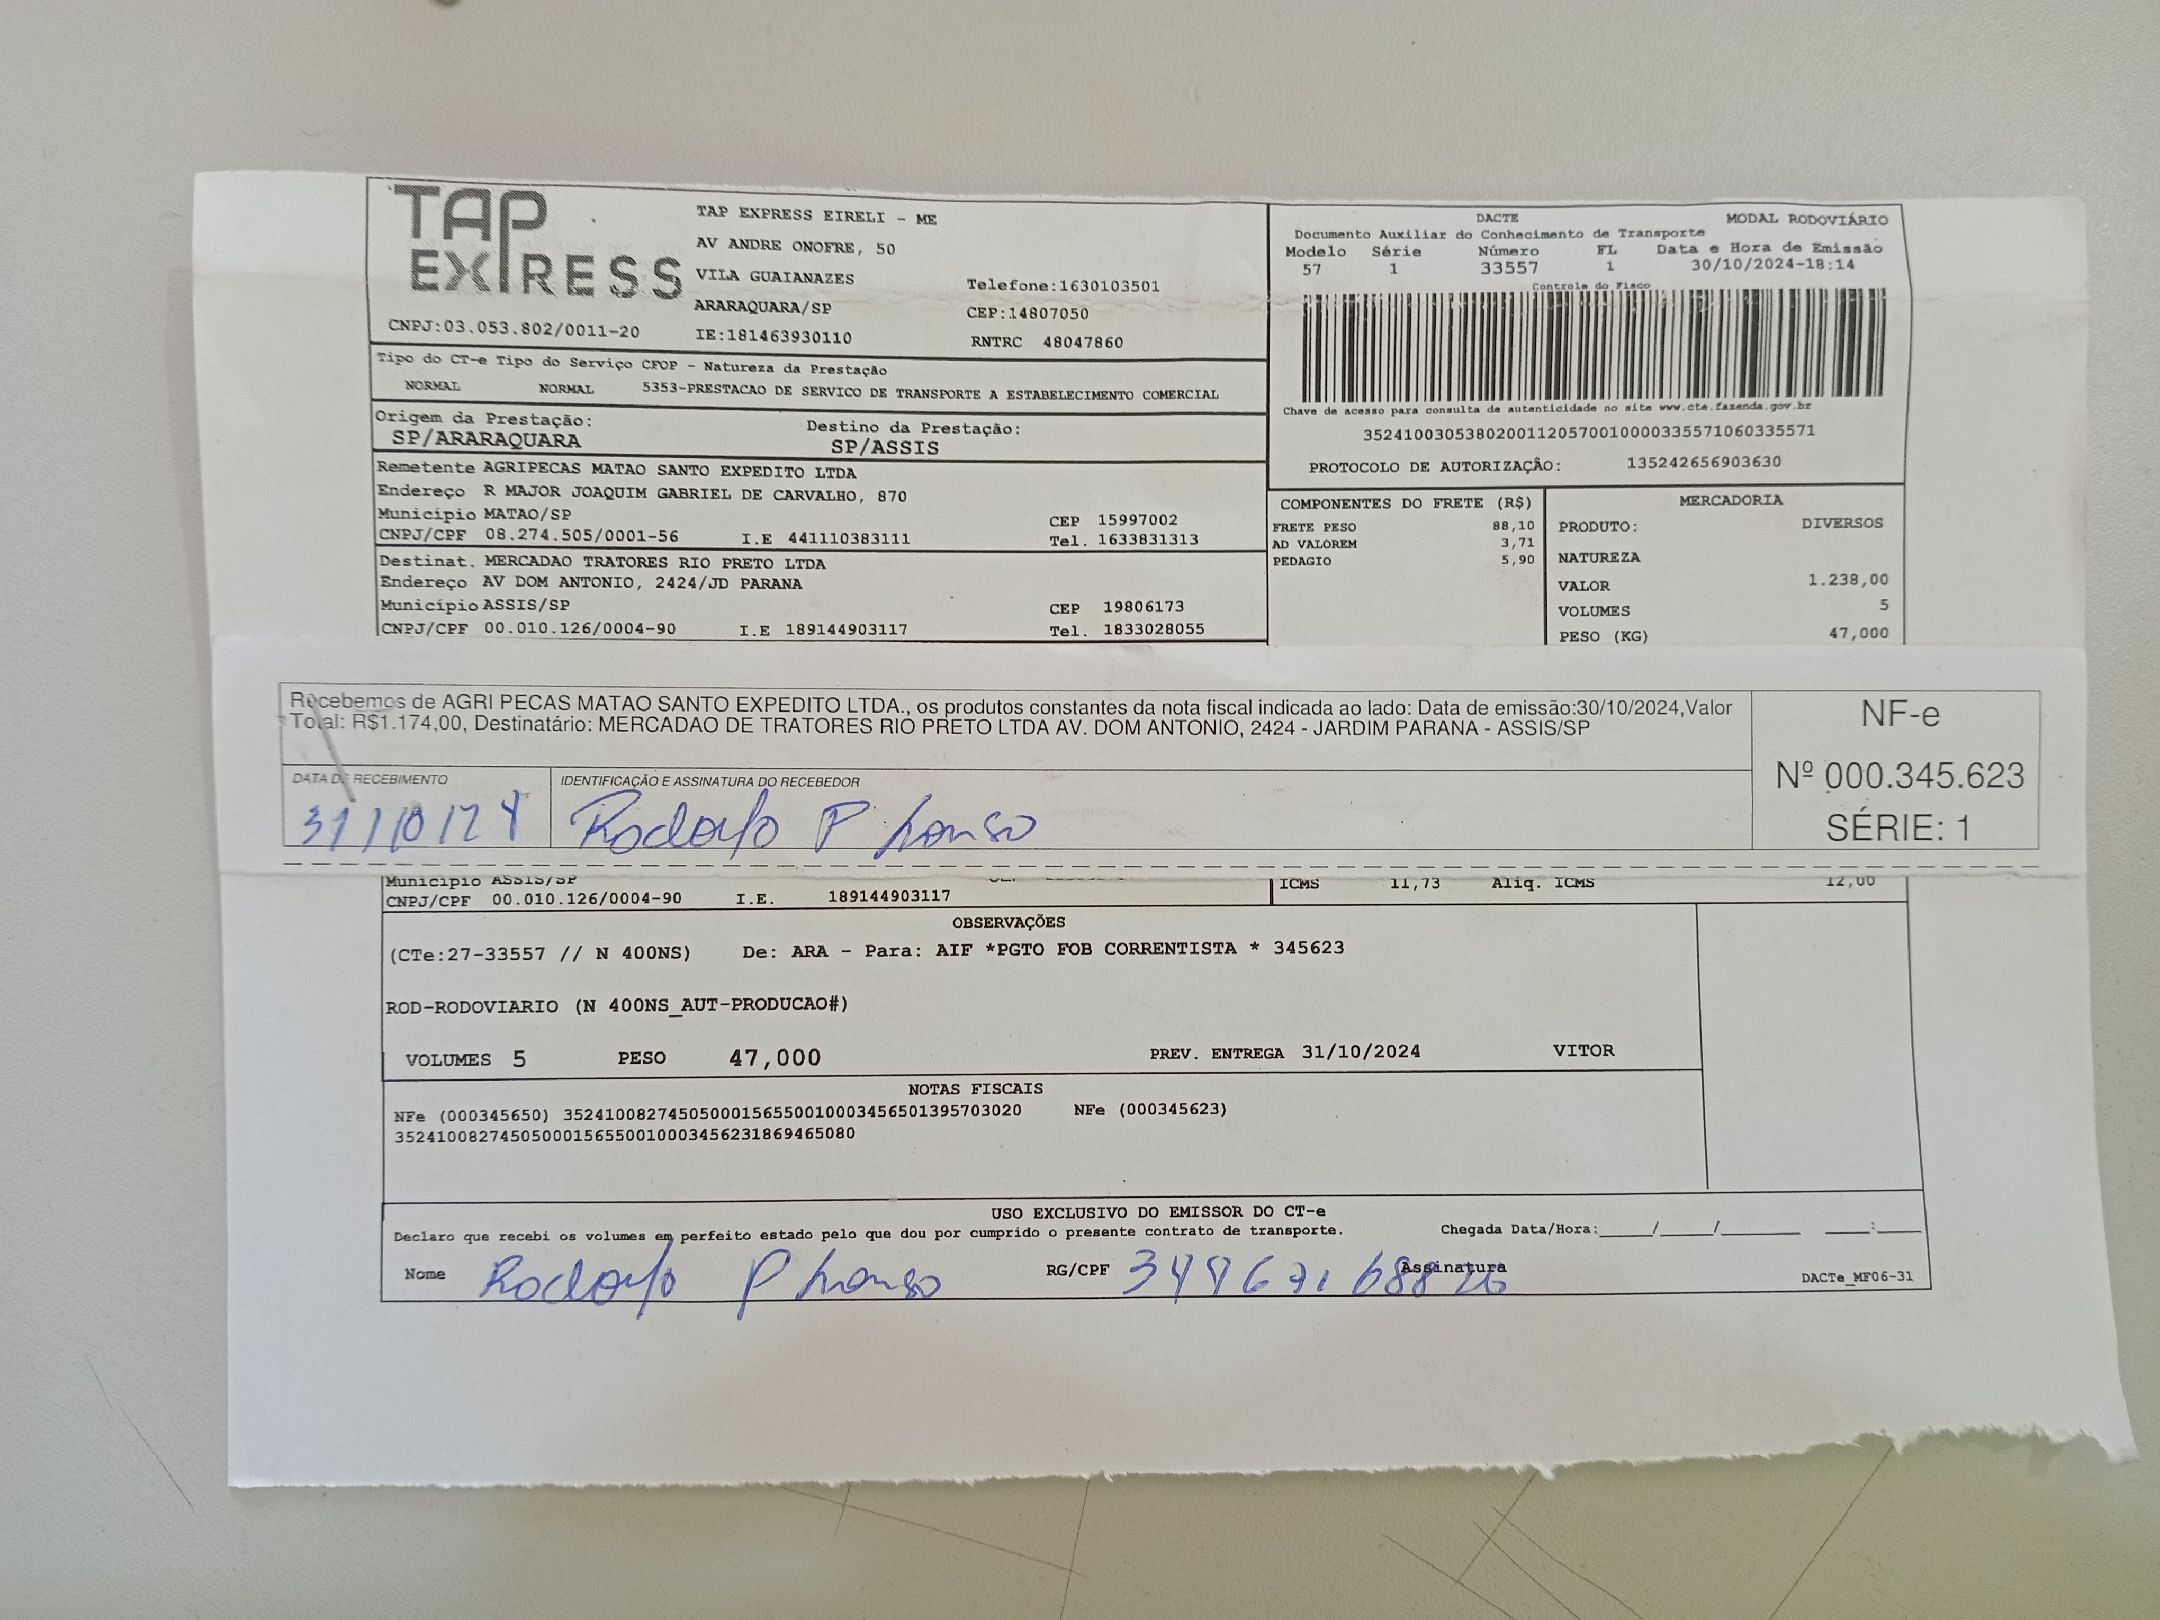 TAP
EXPRESS
TAP EXPRESS EIRELI - ME
AV ANDRE ONOFRE, 50
VILA GUAIANAZES
Telefone:1630103501
ARARAQUARA/SP
CEP:14807050
CNPJ:03.053.802/0011-20
IE:181463930110
RNTRC 48047860
DACTE MODAL RODOVIÁRIO
Documento Auxiliar do Conhecimento de Transporte
Modelo Série Número FL Data e Hora de Emissão
57 1 33557 1 30/10/2024-18:14
Controle do Fisco
Chave de acesso para consulta de autenticidade no site www.cte.fazenda.gov.br
35241003053802001120570010000335571060335571
PROTOCOLO DE AUTORIZAÇÃO: 135242656903630
Tipo do CT-e Tipo do Serviço CFOP - Natureza da Prestação
NORMAL NORMAL 5353-PRESTACAO DE SERVICO DE TRANSPORTE A ESTABELECIMENTO COMERCIAL
Origem da Prestação: Destino da Prestação:
SP/ARARAQUARA SP/ASSIS
Remetente AGRIPECAS MATAO SANTO EXPEDITO LTDA
Endereço R MAJOR JOAQUIM GABRIEL DE CARVALHO, 870
Município MATAO/SP CEP 15997002
CNPJ/CPF 08.274.505/0001-56 I.E 441110383111 Tel. 1633831313
Destinat. MERCADAO TRATORES RIO PRETO LTDA
Endereço AV DOM ANTONIO, 2424/JD PARANA
Município ASSIS/SP CEP 19806173
CNPJ/CPF 00.010.126/0004-90 I.E 189144903117 Tel. 1833028055
COMPONENTES DO FRETE (R$)
FRETE PESO 88,10
AD VALOREM 3,71
PEDAGIO 5,90
MERCADORIA
PRODUTO: DIVERSOS
NATUREZA
VALOR 1.238,00
VOLUMES 5
PESO (KG) 47,000
Recebemos de AGRI PECAS MATAO SANTO EXPEDITO LTDA., os produtos constantes da nota fiscal indicada ao lado: Data de emissão:30/10/2024,Valor
Total: R$1.174,00, Destinatário: MERCADAO DE TRATORES RIO PRETO LTDA AV. DOM ANTONIO, 2424 - JARDIM PARANA - ASSIS/SP
DATA DE RECEBIMENTO IDENTIFICAÇÃO E ASSINATURA DO RECEBEDOR
31/10/24 Rodolfo P
NF-e
Nº 000.345.623
SÉRIE: 1
Município ASSIS/SP
CNPJ/CPF 00.010.126/0004-90 I.E. 189144903117
ICMS 11,73 Aliq. ICMS 12,00
OBSERVAÇÕES
(CTe:27-33557 // N 400NS) De: ARA - Para: AIF *PGTO FOB CORRENTISTA * 345623
ROD-RODOVIARIO (N 400NS_AUT-PRODUCAO#)
VOLUMES 5 PESO 47,000 PREV. ENTREGA 31/10/2024 VITOR
NOTAS FISCAIS
NFe (000345650) 35241008274505000156550010003456501395703020 NFe (000345623)
35241008274505000156550010003456231869465080
USO EXCLUSIVO DO EMISSOR DO CT-e
Declaro que recebi os volumes em perfeito estado pelo que dou por cumprido o presente contrato de transporte. Chegada Data/Hora:____/____/______ ___:___
Nome Rodolfo P RG/CPF Assinatura
DACTe_MF06-31